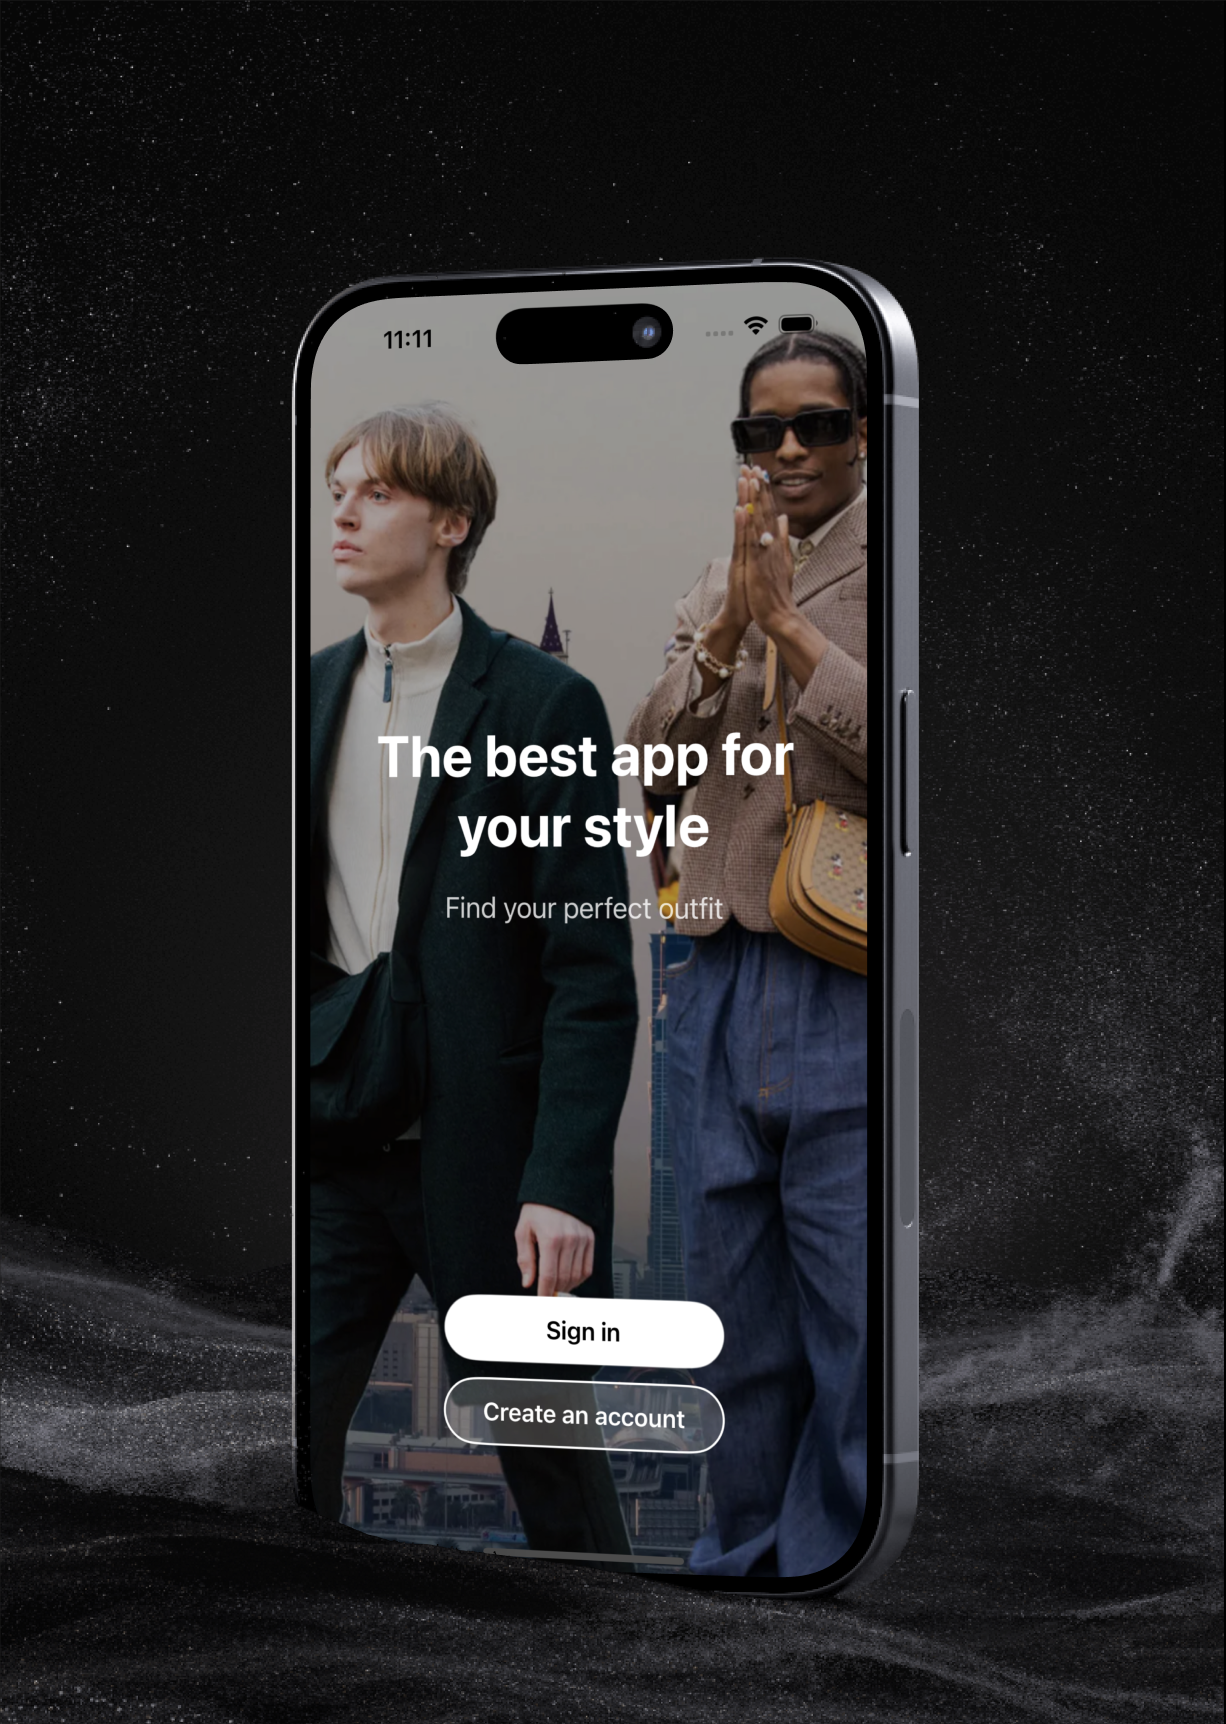 11:11
The best app for
your style
Find your perfect outfit
Sign in
Create an account